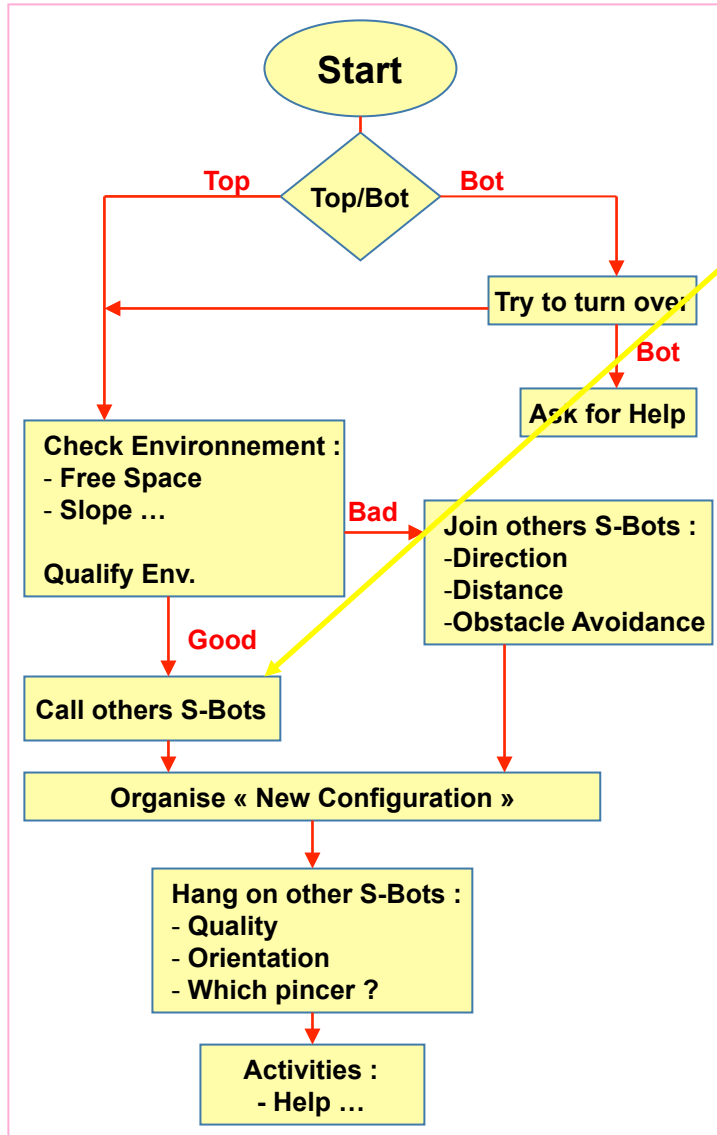 Start
Top
Top/Bot
Bot
Try to turn over
Bot
Ask for Help
Check Environnement :
- Free Space
- Slope …
Qualify Env.
Bad
Join others S-Bots :
-Direction
-Distance
-Obstacle Avoidance
Good
Call others S-Bots
Organise « New Configuration »
Hang on other S-Bots :
- Quality
- Orientation
- Which pincer ?
Activities :
- Help …